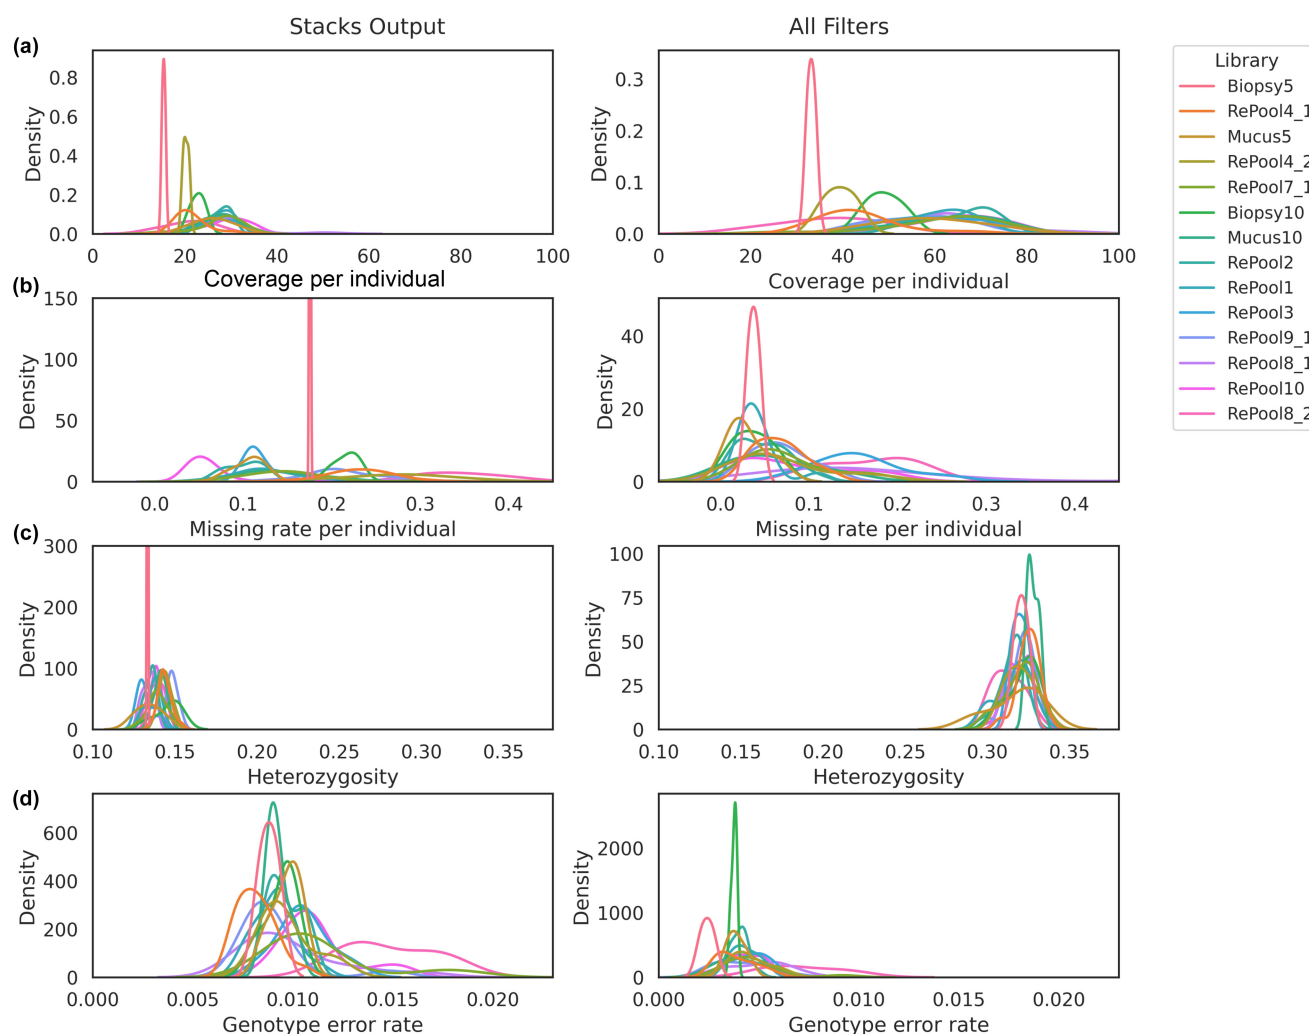 Stacks Output
All Filters
(a)
Density
0.8
0.6
0.4
0.2
0.0
0 20 40 60 80 100
Coverage per individual
Density
0.3
0.2
0.1
0.0
0 20 40 60 80 100
Coverage per individual
Library
Biopsy5
RePool4_1
Mucus5
RePool4_2
RePool7_1
Biopsy10
Mucus10
RePool2
RePool1
RePool3
RePool9_1
RePool8_1
RePool10
RePool8_2
(b)
Density
150
100
50
0
0.0 0.1 0.2 0.3 0.4
Missing rate per individual
Density
40
20
0
0.0 0.1 0.2 0.3 0.4
Missing rate per individual
(c)
Density
300
200
100
0
0.10 0.15 0.20 0.25 0.30 0.35
Heterozygosity
Density
100
75
50
25
0
0.10 0.15 0.20 0.25 0.30 0.35
Heterozygosity
(d)
Density
600
400
200
0
0.000 0.005 0.010 0.015 0.020
Genotype error rate
Density
2000
1000
0
0.000 0.005 0.010 0.015 0.020
Genotype error rate